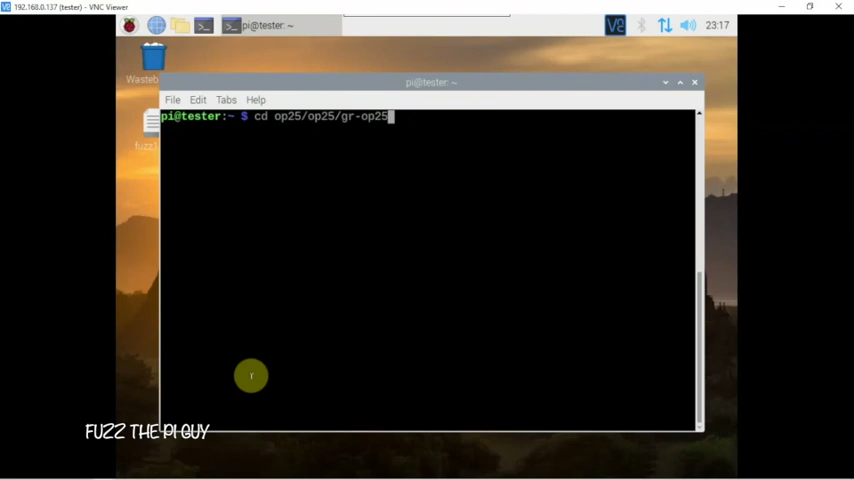 192.168.0.137 (tester) - VNC Viewer
pi@tester: ~
23:17
Wasteb
pi@tester: ~
File Edit Tabs Help
pi@tester:~ $ cd op25/op25/gr-op25
FUZZ THE PI GUY